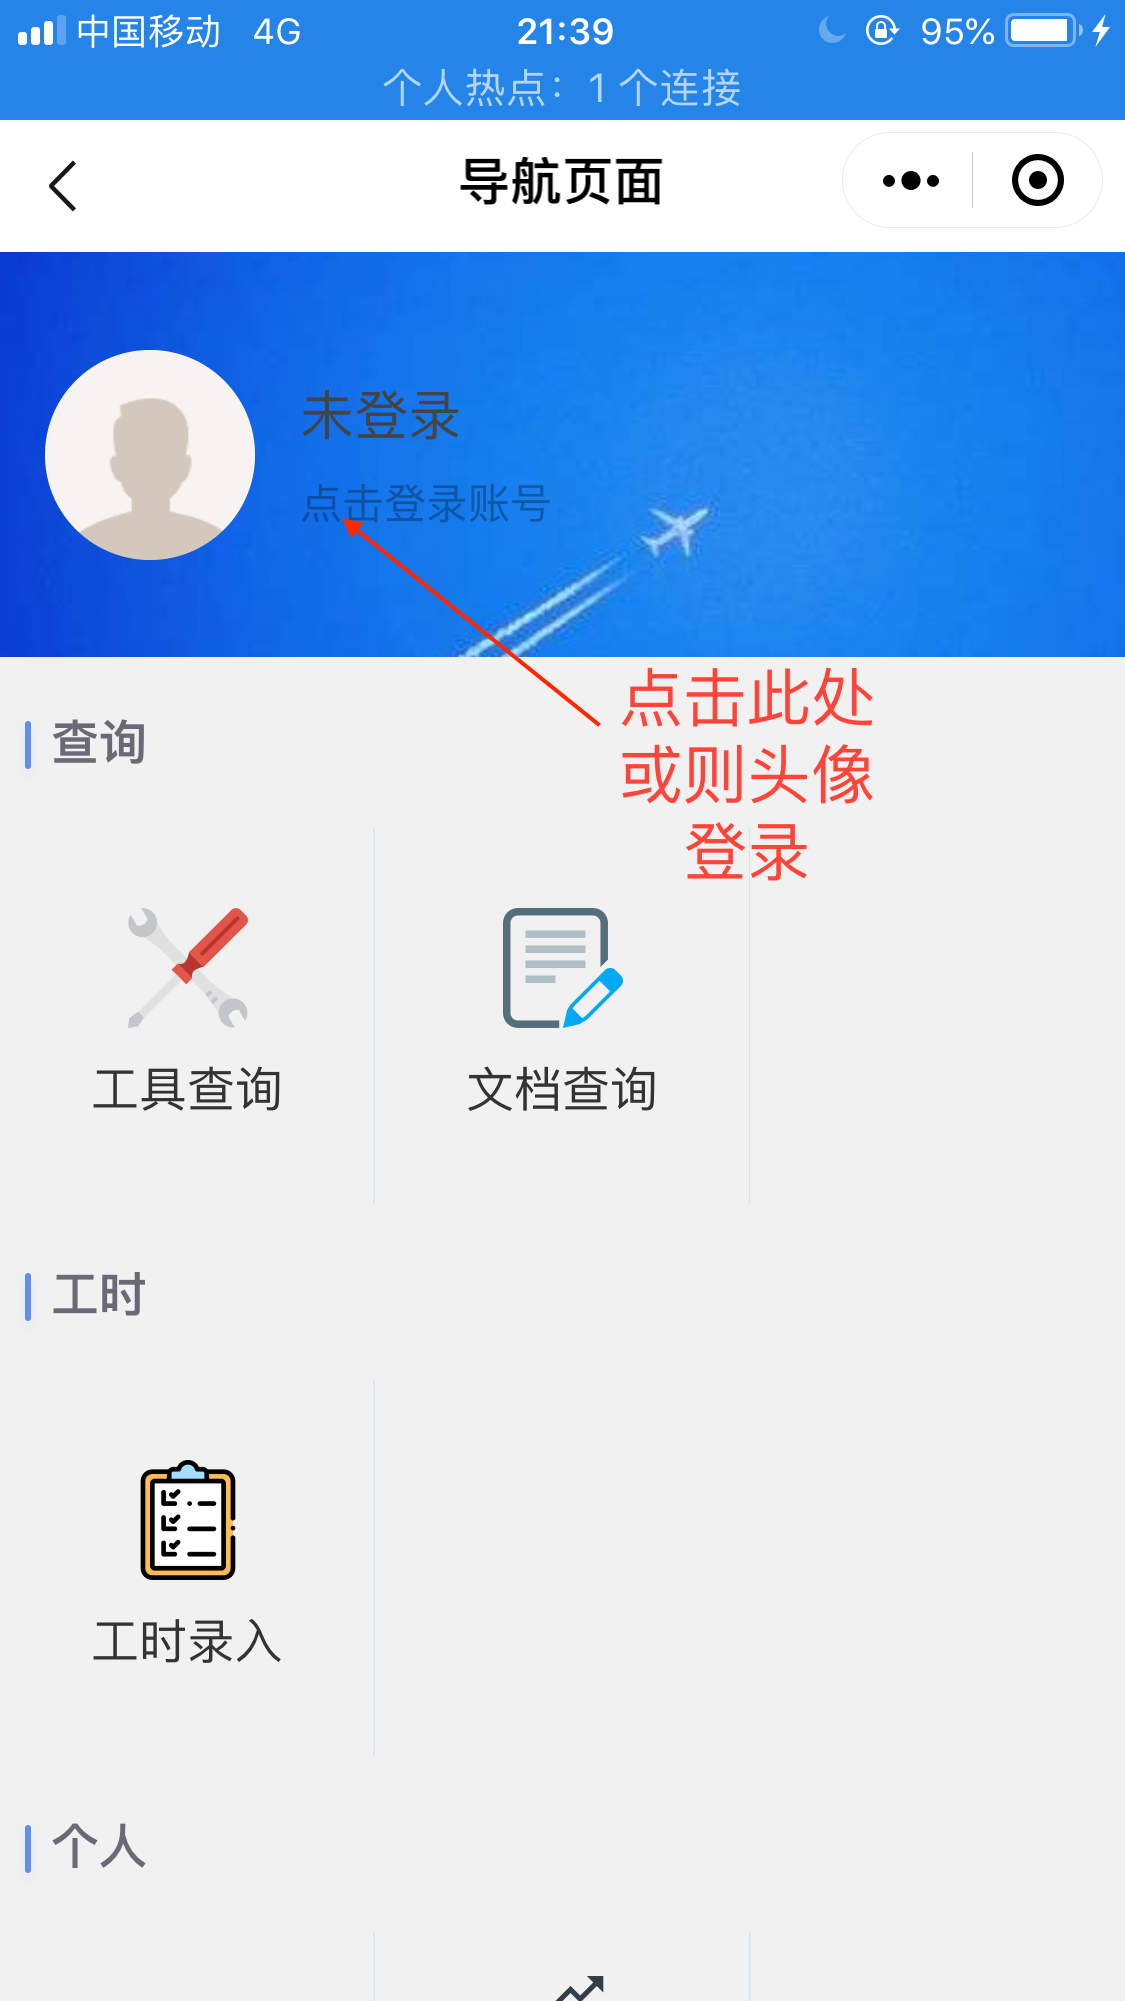 中国移动 4G 21:39 95%
个人热点：1 个连接
导航页面
未登录
点击登录账号
点击此处
或则头像
登录
查询
工具查询 文档查询
工时
工时录入
个人